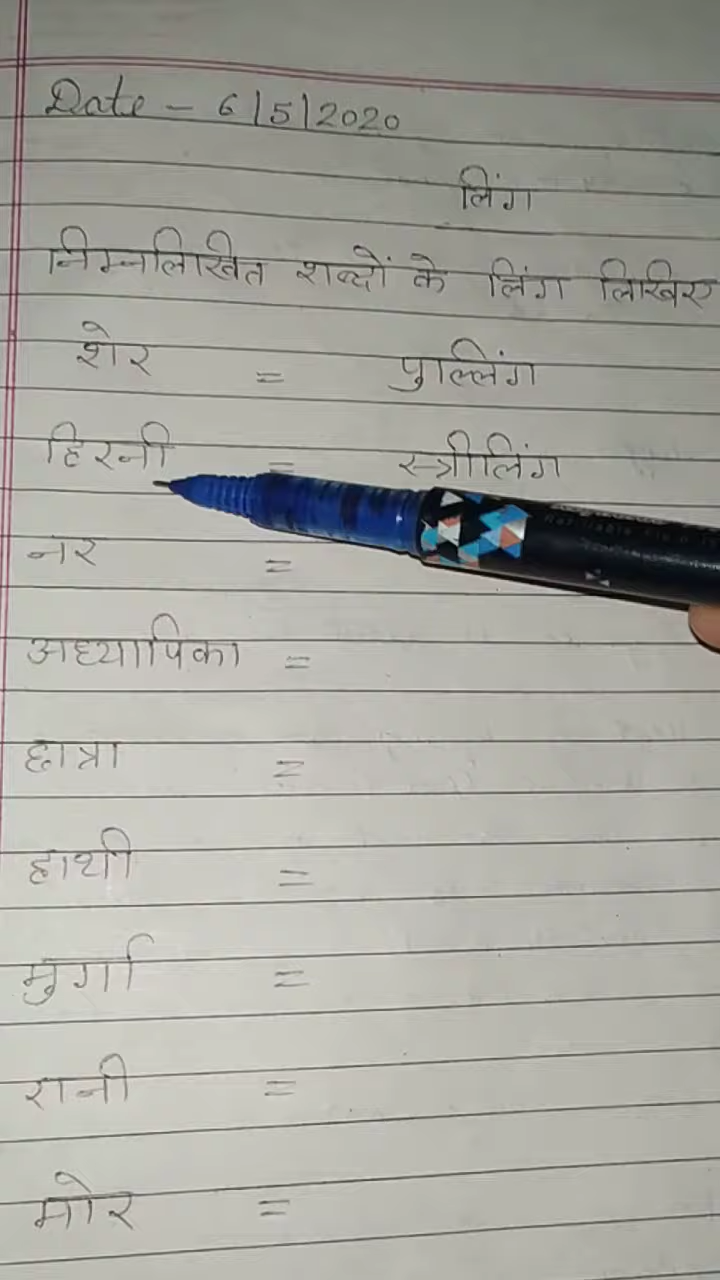 Date - 6/5/2020
लिंग
निम्नलिखित शब्दों के लिंग लिखिए
शेर = पुल्लिंग
हिरनी = स्त्रीलिंग
नर =
अध्यापिका =
छात्रा =
हाथी =
मुर्गा =
रानी =
मोर =